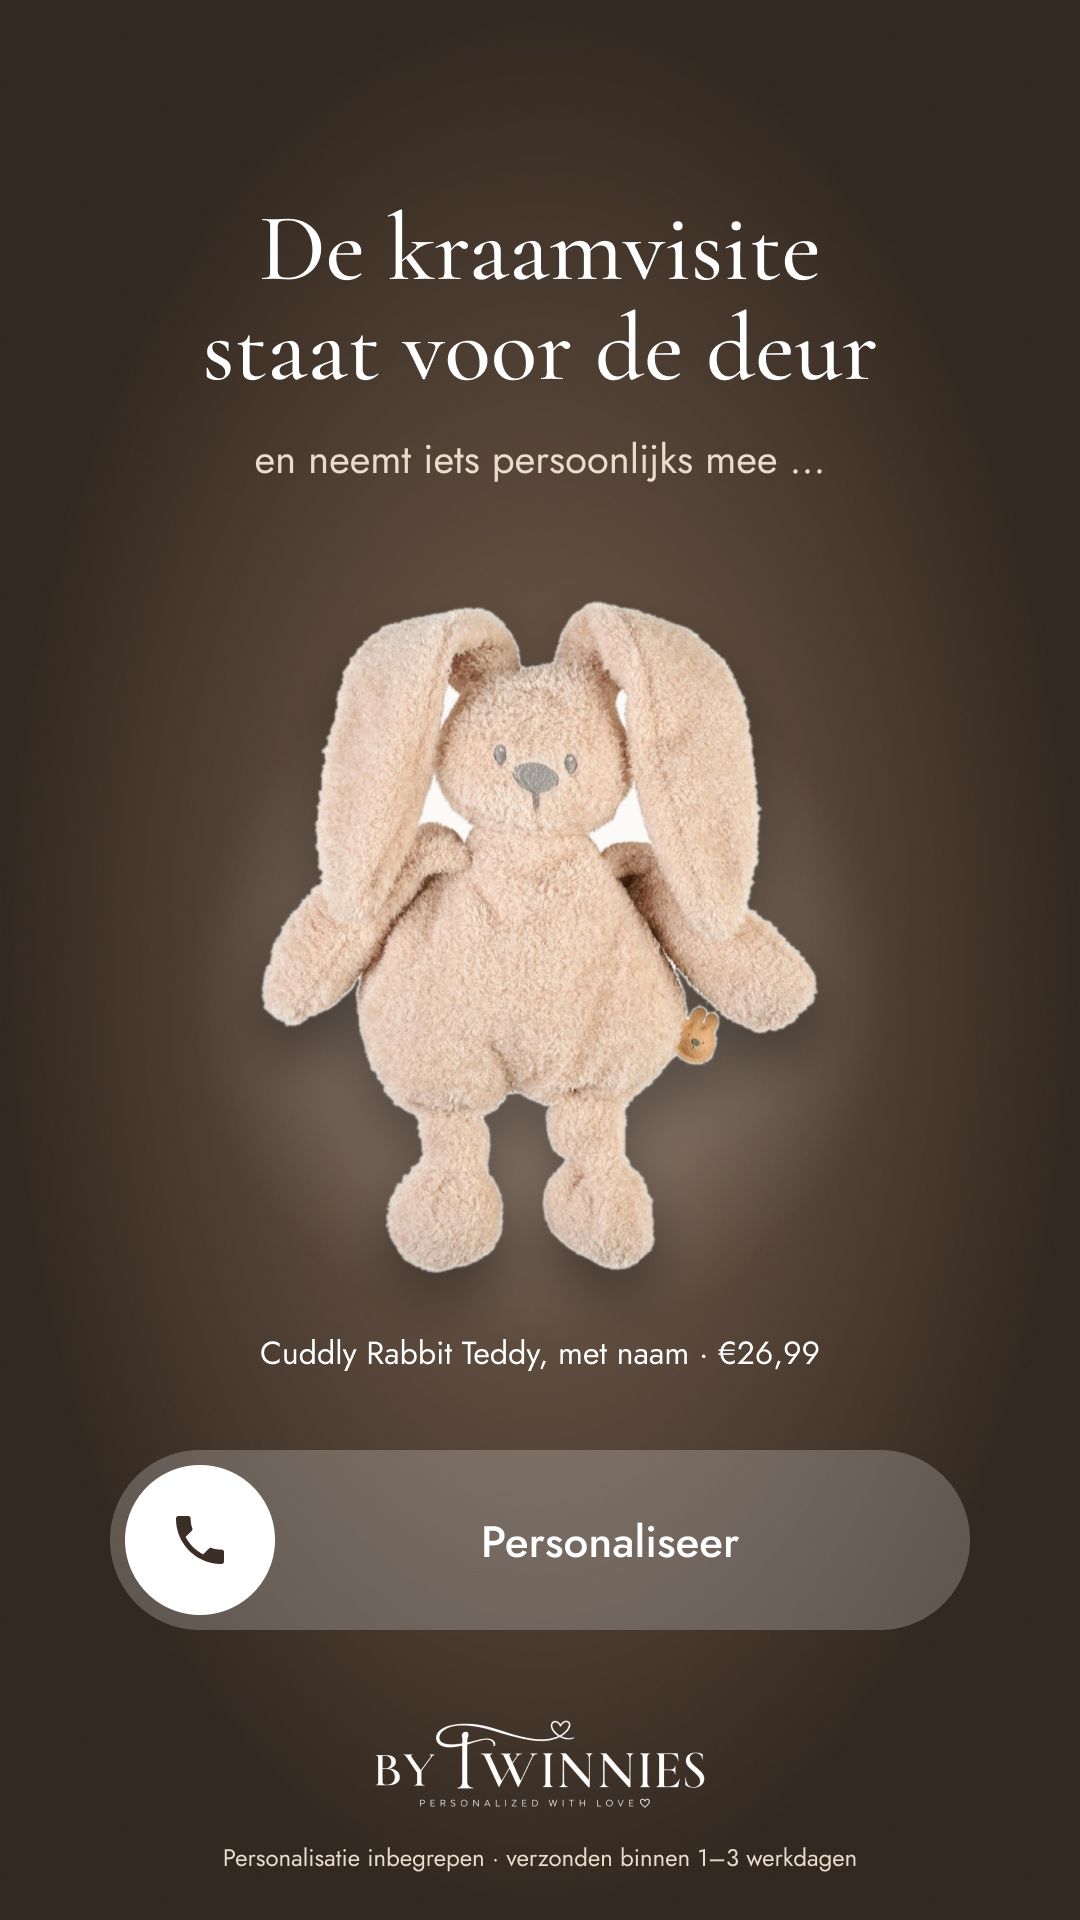 De kraamvisite
staat voor de deur
en neemt iets persoonlijks mee ...
Cuddly Rabbit Teddy, met naam · €26,99
Personaliseer
BY TWINNIES
PERSONALIZED WITH LOVE
Personalisatie inbegrepen · verzonden binnen 1–3 werkdagen